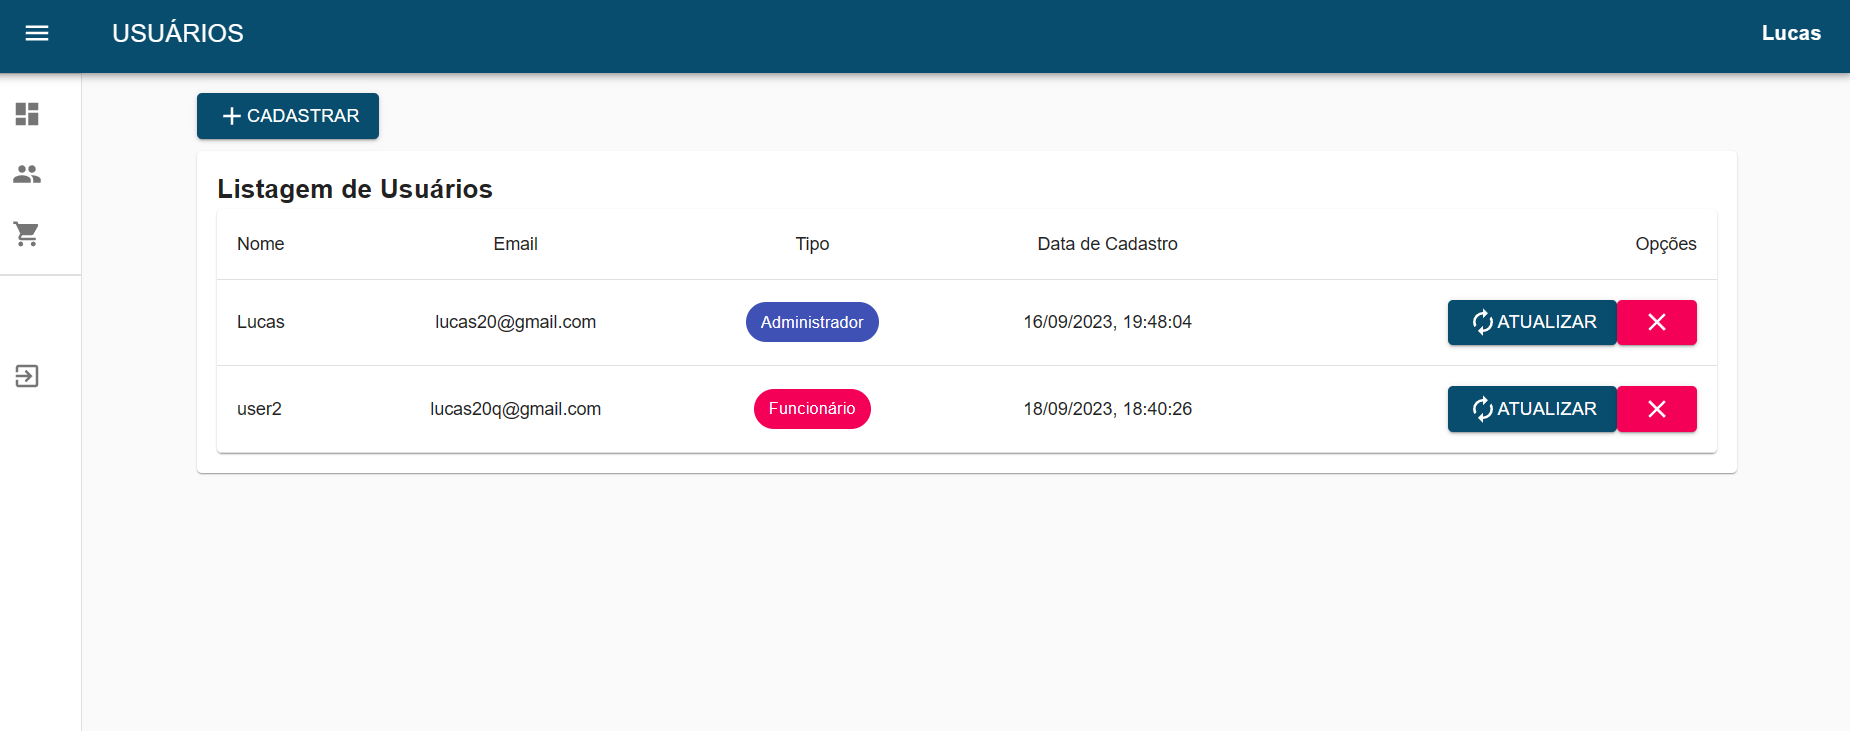 USUÁRIOS
Lucas
CADASTRAR
Listagem de Usuários
Nome Email Tipo Data de Cadastro Opções
Lucas lucas20@gmail.com Administrador 16/09/2023, 19:48:04 ATUALIZAR
user2 lucas20q@gmail.com Funcionário 18/09/2023, 18:40:26 ATUALIZAR